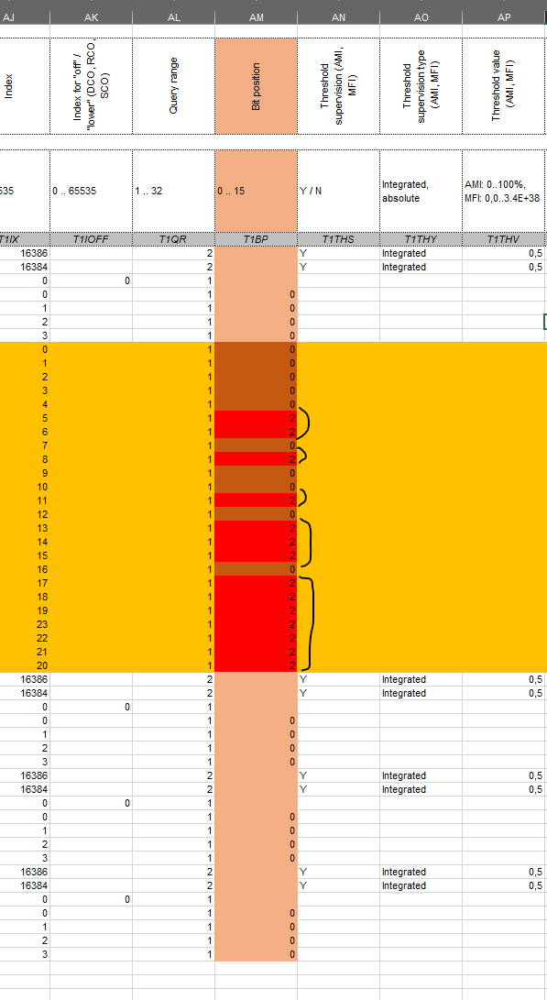 AJ AK AL AM AN AO AP
Index Index for "off" / "lower" (DCO, RCO, SCO) Query range Bit position Threshold supervision (AMI, MFI) Threshold supervision type (AMI, MFI) Threshold value (AMI, MFI)
535 0 .. 65535 1 .. 32 0 .. 15 Y / N Integrated, absolute AMI: 0..100%, MFI: 0,0..3.4E+38
T1IX T1IOFF T1QR T1BP T1THS T1THY T1THV
16386 2 Y Integrated 0,5
16384 2 Y Integrated 0,5
0 0 1
0 1 0
1 1 0
2 1 0
3 1 0
0 1 0
1 1 0
2 1 0
3 1 0
4 1 0
5 1 2
6 1 2
7 1 0
8 1 2
9 1 0
10 1 0
11 1 2
12 1 0
13 1 2
14 1 2
15 1 2
16 1 0
17 1 2
18 1 2
19 1 2
23 1 2
22 1 2
21 1 2
20 1 2
16386 2 Y Integrated 0,5
16384 2 Y Integrated 0,5
0 0 1
0 1 0
1 1 0
2 1 0
3 1 0
16386 2 Y Integrated 0,5
16384 2 Y Integrated 0,5
0 0 1
0 1 0
1 1 0
2 1 0
3 1 0
16386 2 Y Integrated 0,5
16384 2 Y Integrated 0,5
0 0 1
0 1 0
1 1 0
2 1 0
3 1 0